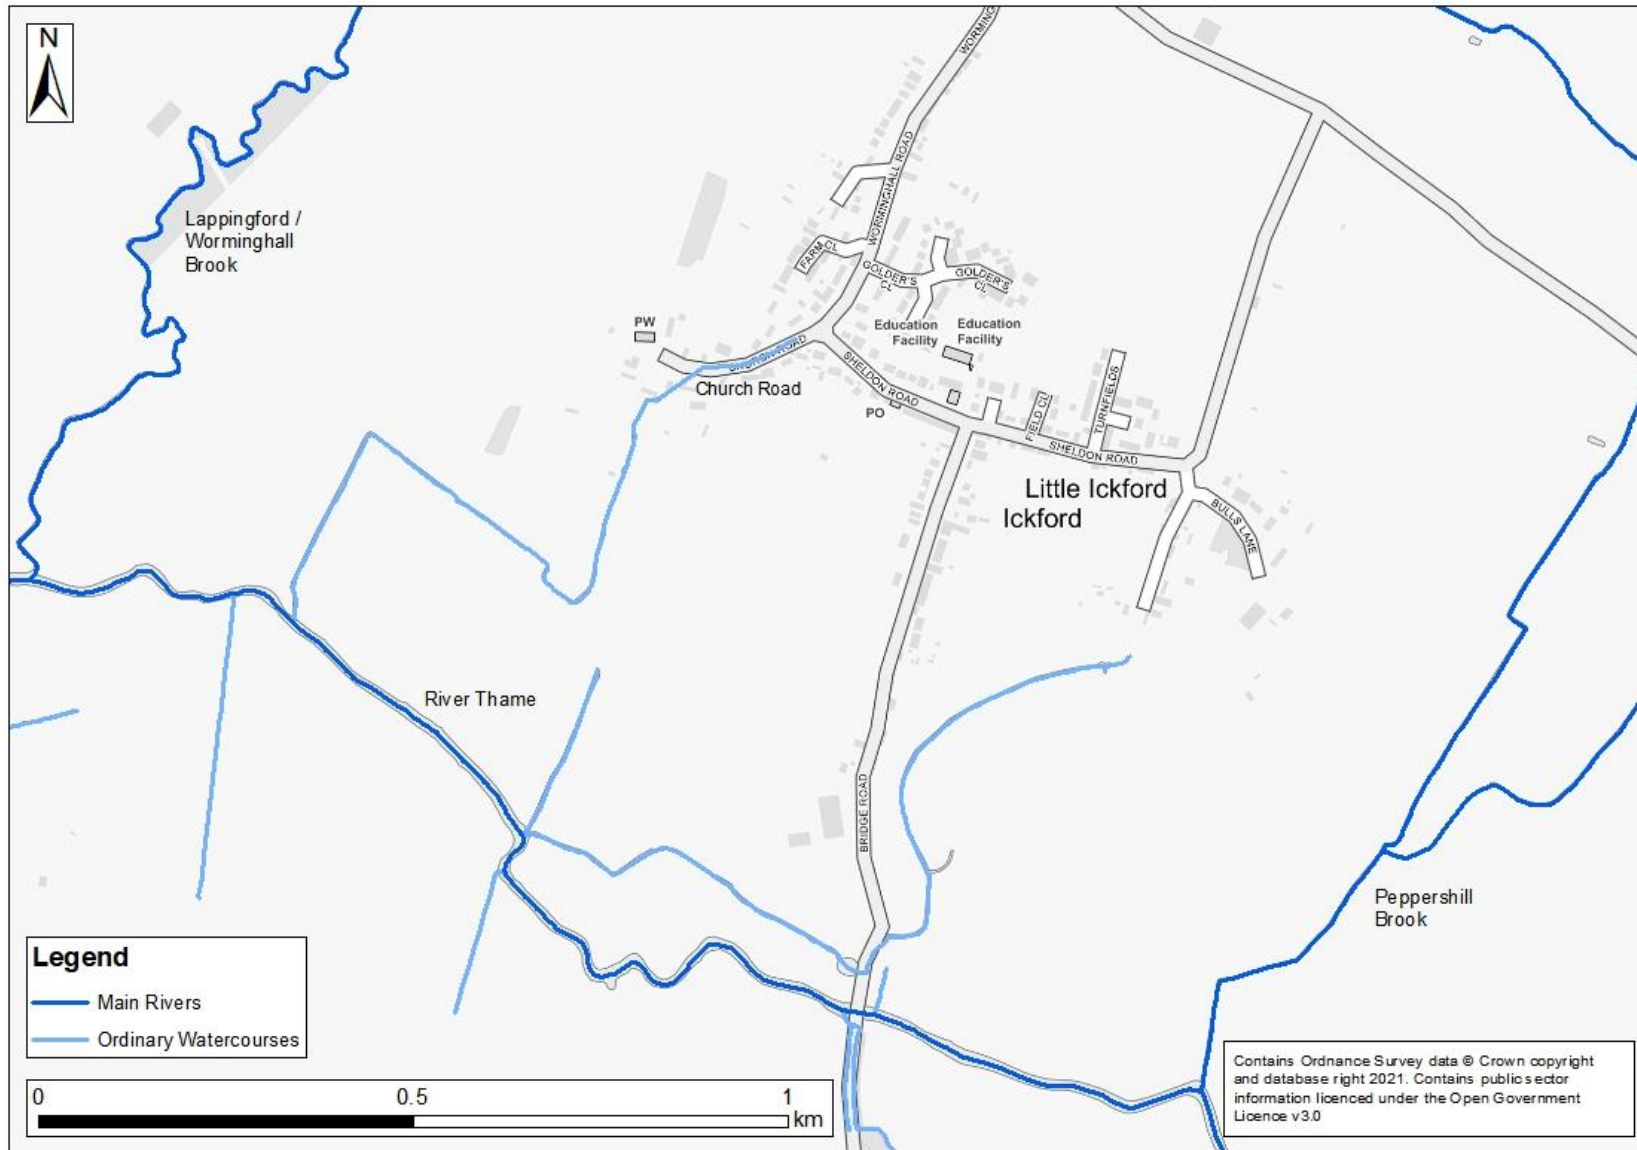 N
WORMING
Lappingford /
Worminghall
Brook
WORMINGHALL ROAD
FARM CL
GOLDER'S
CL
GOLDER'S
CL
PW
Education
Facility
Education
Facility
CHURCH ROAD
Church Road
SHELDON ROAD
PO
FIELD CL
TURNFIELDS
SHELDON ROAD
Little Ickford
Ickford
BULLS LANE
River Thame
BRIDGE ROAD
Peppershill
Brook
Legend
Main Rivers
Ordinary Watercourses
0 0.5 1
km
Contains Ordnance Survey data © Crown copyright
and database right 2021. Contains public sector
information licenced under the Open Government
Licence v3.0